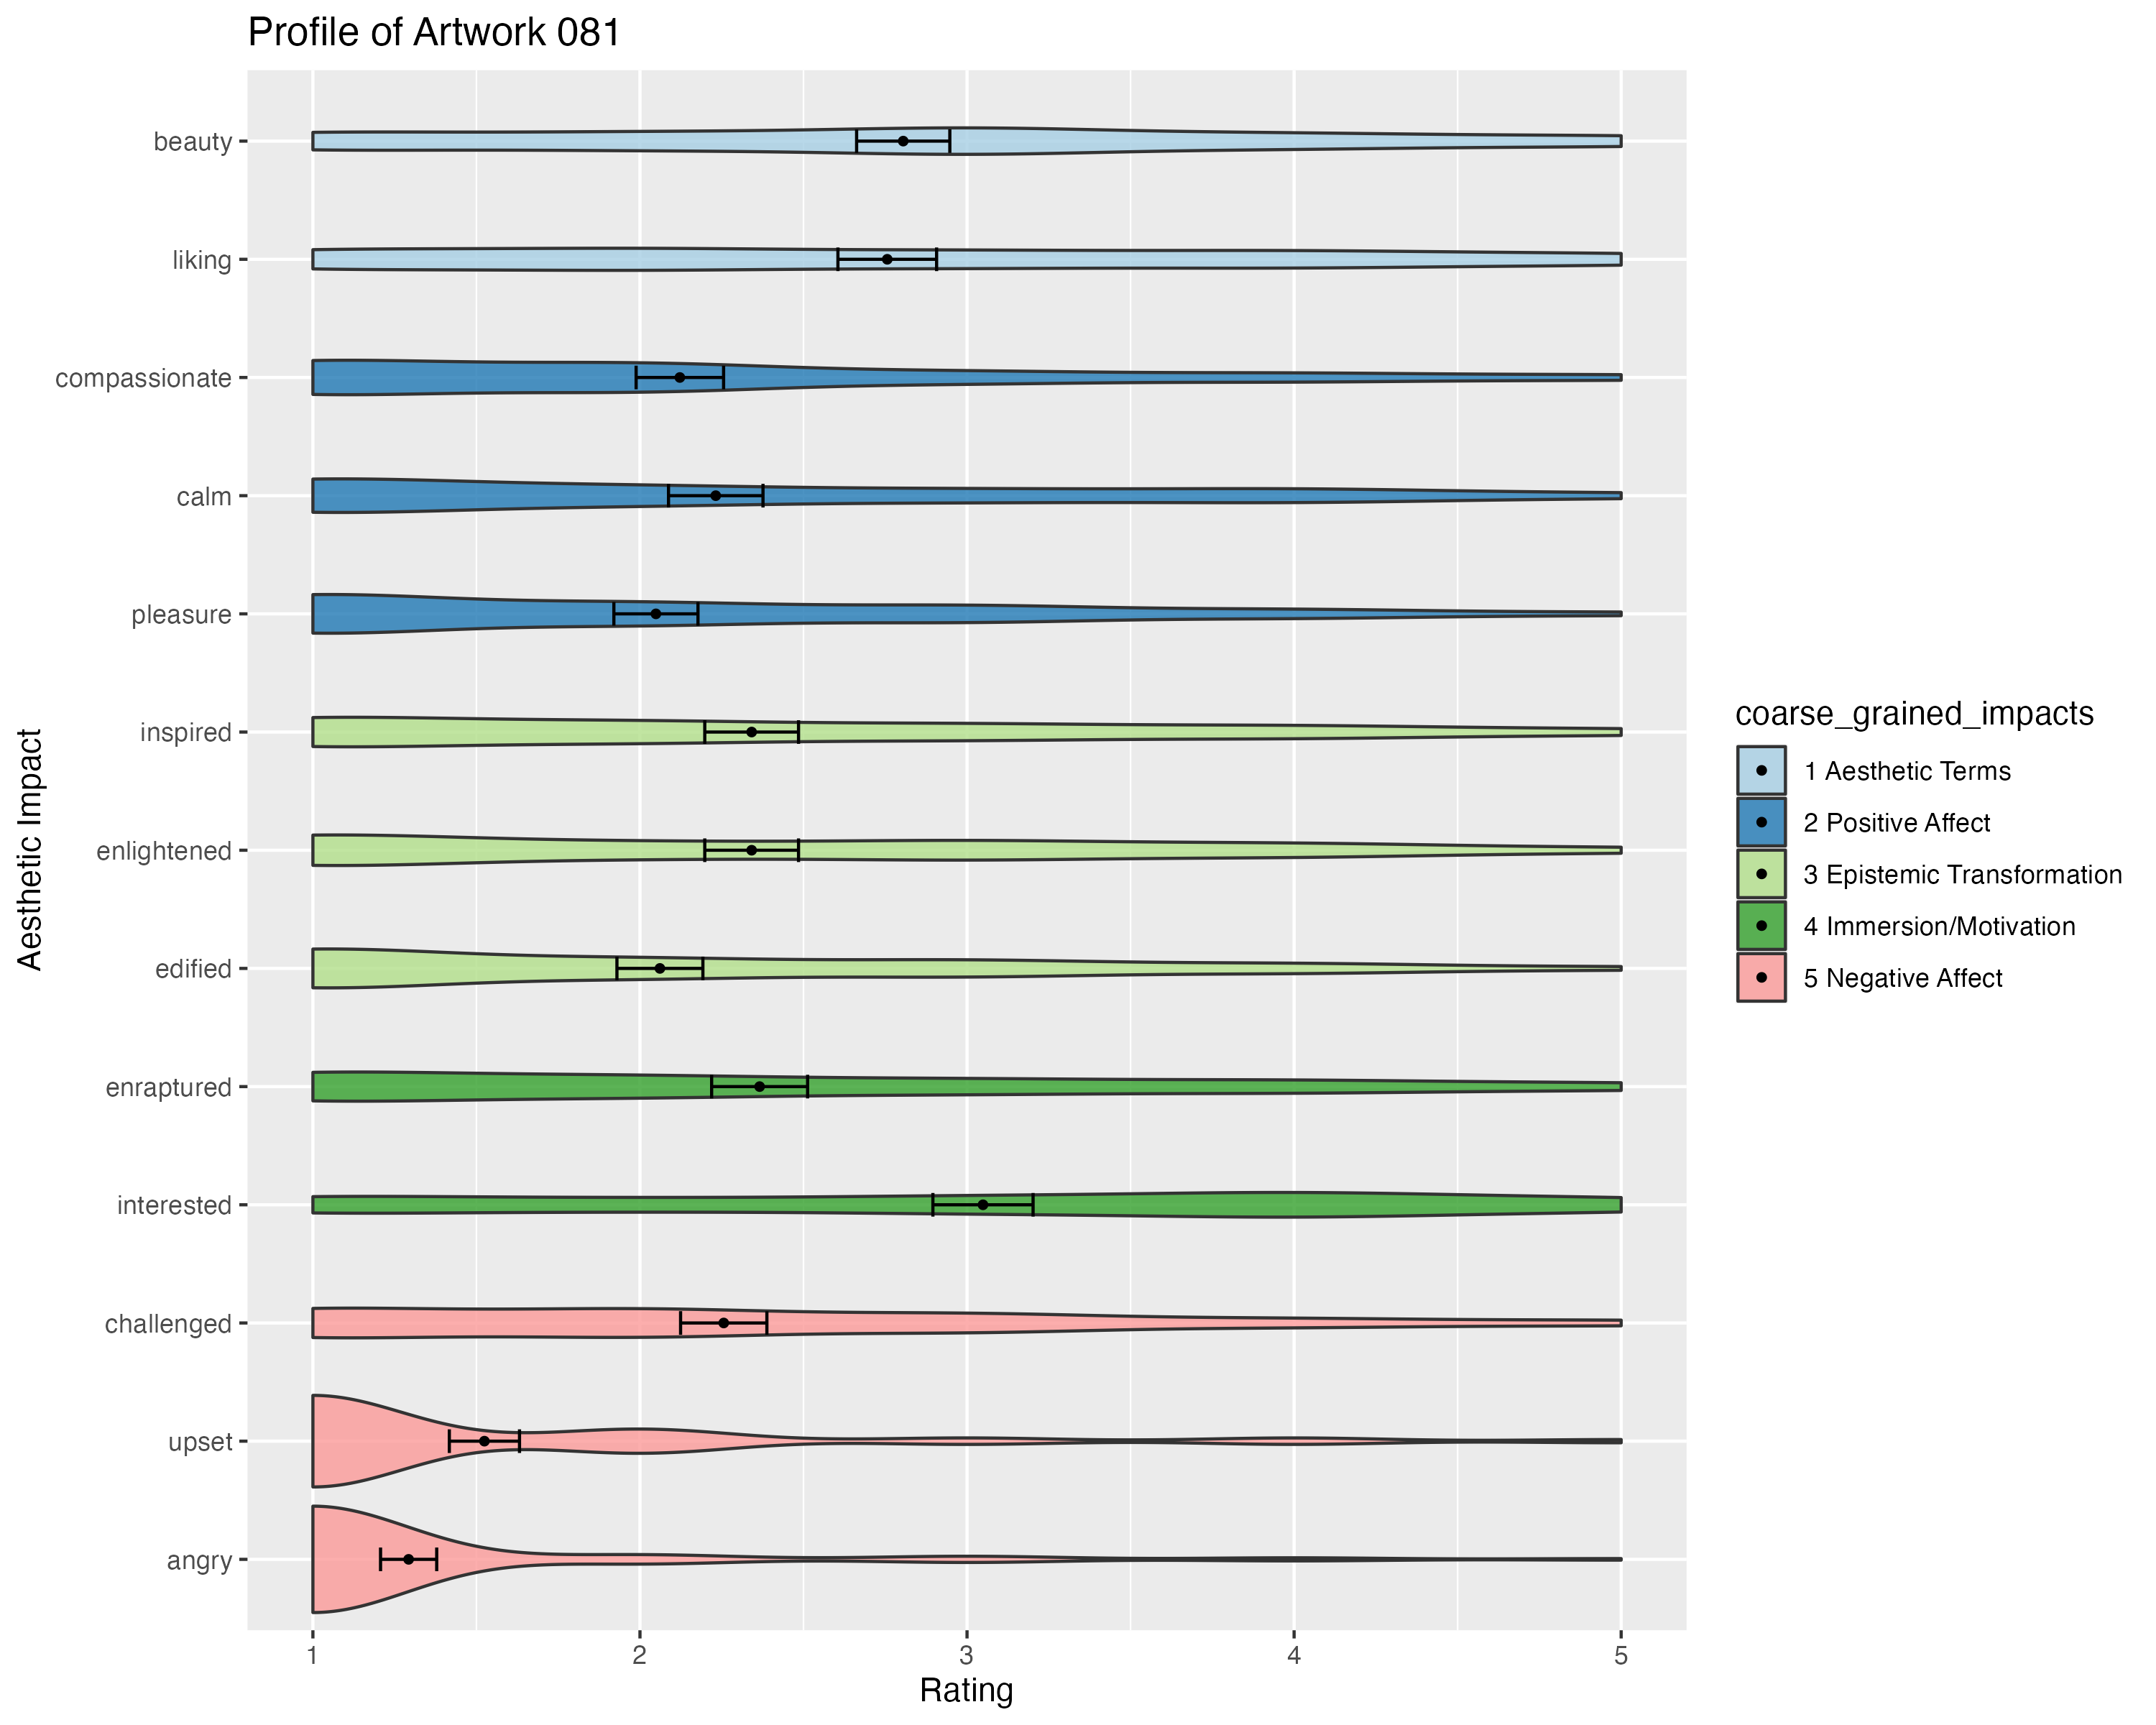 Profile of Artwork 081
Aesthetic Impact
beauty
liking
compassionate
calm
pleasure
inspired
enlightened
edified
enraptured
interested
challenged
upset
angry
1 2 3 4 5
Rating
coarse_grained_impacts
1 Aesthetic Terms
2 Positive Affect
3 Epistemic Transformation
4 Immersion/Motivation
5 Negative Affect